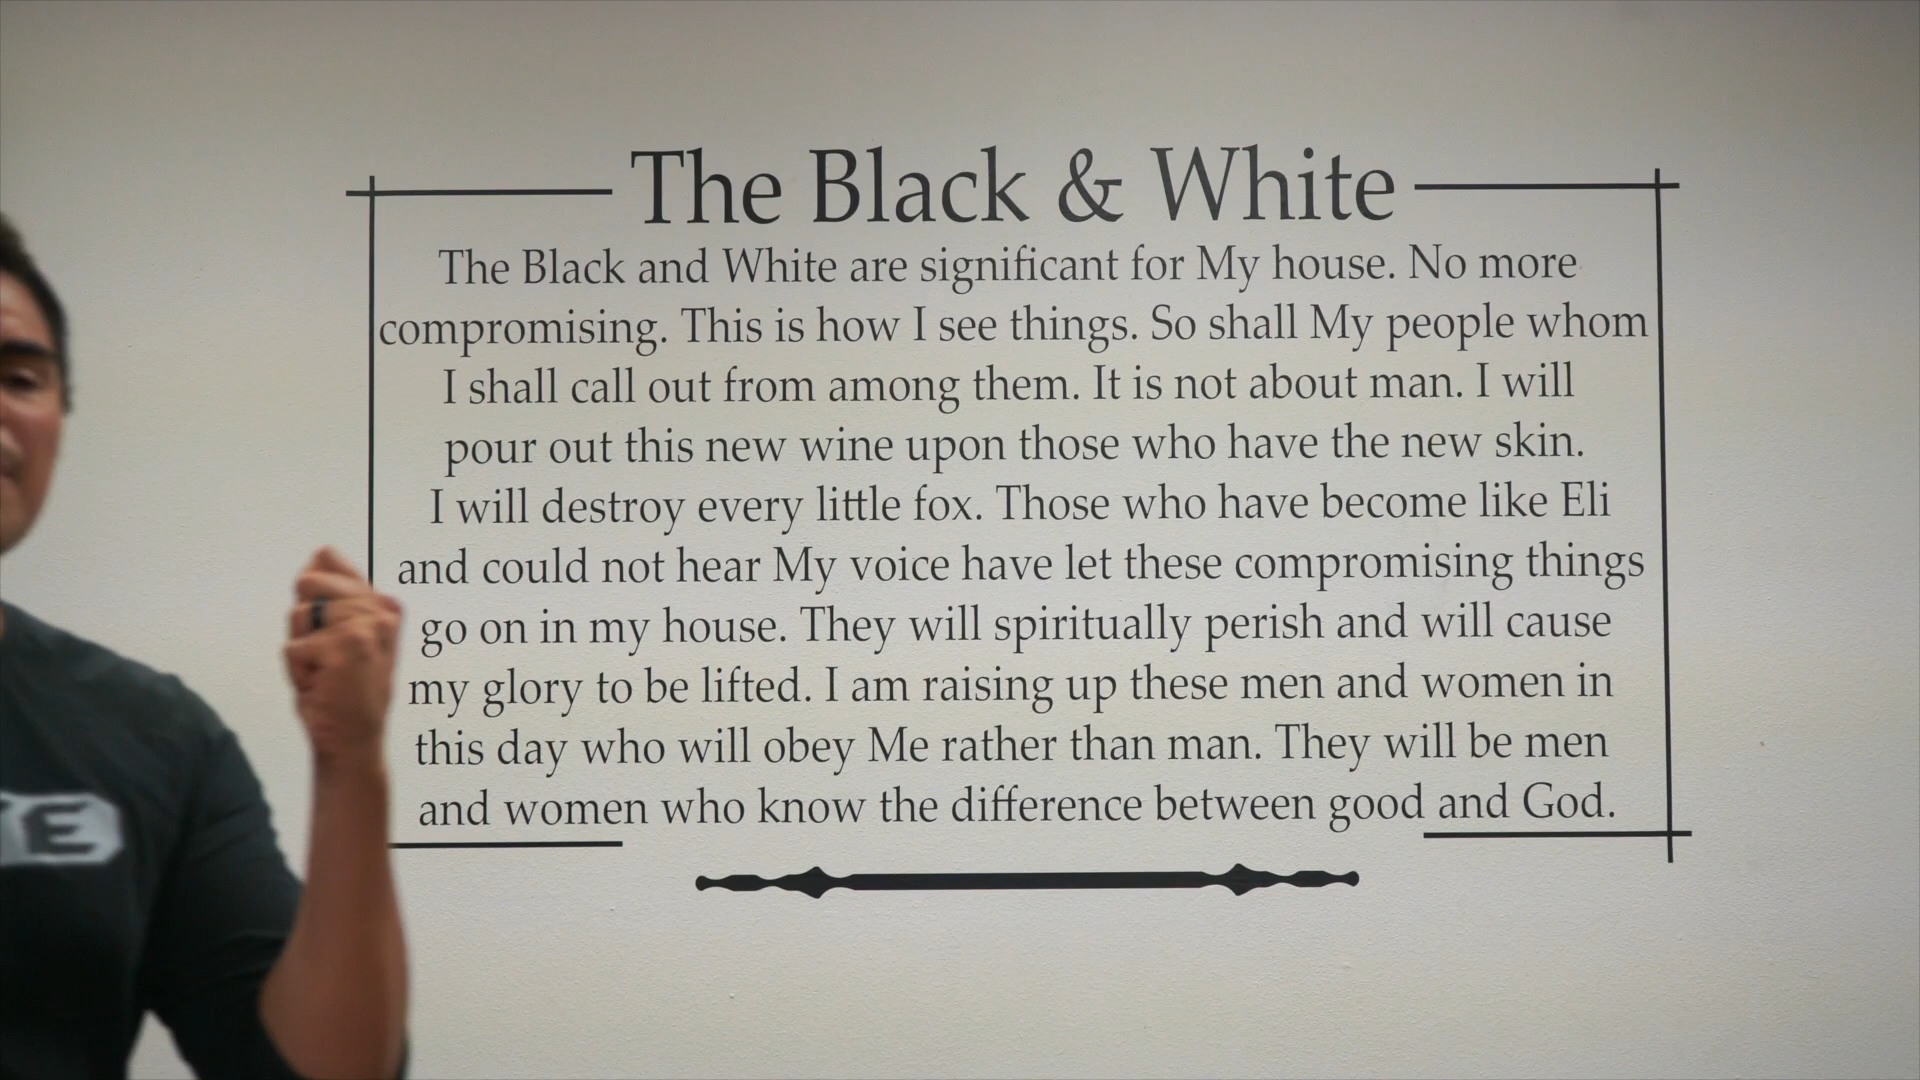 The Black & White
The Black and White are significant for My house. No more
compromising. This is how I see things. So shall My people whom
I shall call out from among them. It is not about man. I will
pour out this new wine upon those who have the new skin.
I will destroy every little fox. Those who have become like Eli
and could not hear My voice have let these compromising things
go on in my house. They will spiritually perish and will cause
my glory to be lifted. I am raising up these men and women in
this day who will obey Me rather than man. They will be men
and women who know the difference between good and God.
E